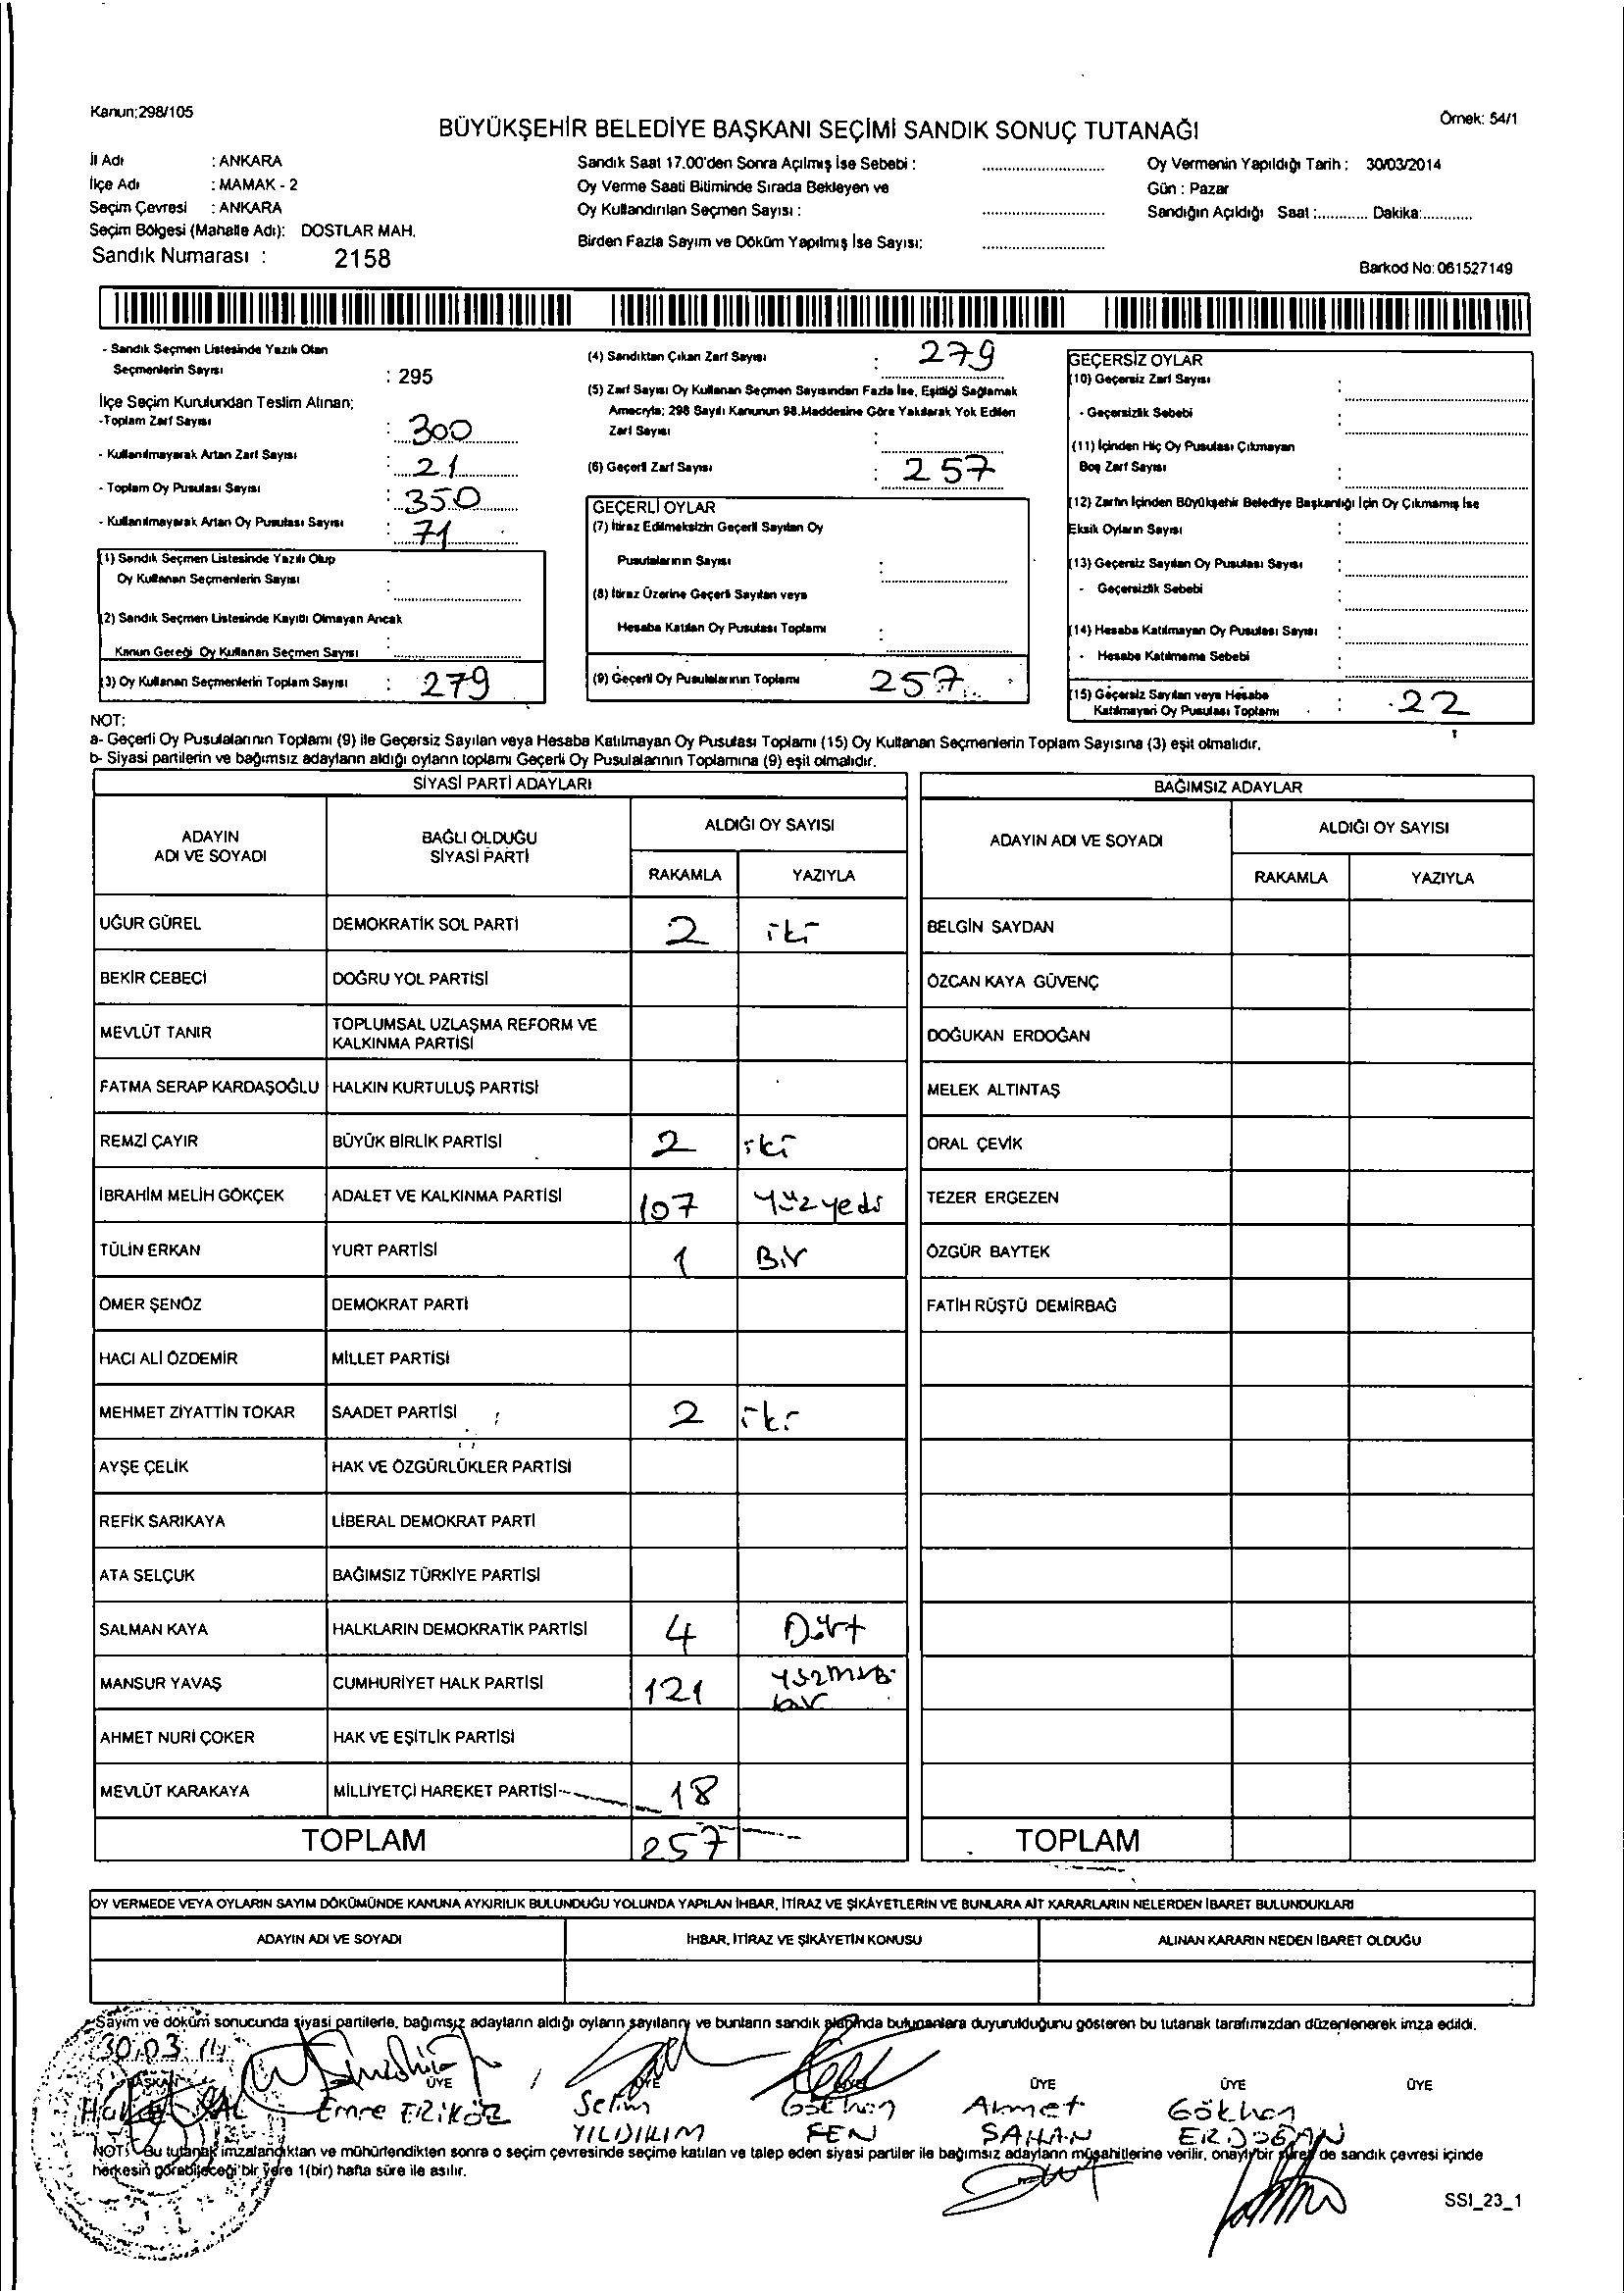 Kanun:298/105
Örnek: 54/1
BÜYÜKŞEHİR BELEDİYE BAŞKANI SEÇİMİ SANDIK SONUÇ TUTANAĞI
İl Adı : ANKARA
İlçe Adı : MAMAK - 2
Seçim Çevresi : ANKARA
Seçim Bölgesi (Mahalle Adı): DOSTLAR MAH.
Sandık Numarası : 2158
Sandık Saat 17.00'den Sonra Açılmış İse Sebebi : ............
Oy Verme Saati Bitiminde Sırada Bekleyen ve
Oy Kullandırılan Seçmen Sayısı : ............
Birden Fazla Sayım ve Döküm Yapılmış İse Sayısı: ............
Oy Vermenin Yapıldığı Tarih : 30/03/2014
Gün : Pazar
Sandığın Açıldığı Saat :............ Dakika:............
Barkod No: 061527149
- Sandık Seçmen Listesinde Yazılı Olan
Seçmenlerin Sayısı : 295
İlçe Seçim Kurulundan Teslim Alınan;
-Toplam Zarf Sayısı : 300
- Kullanılmayarak Artan Zarf Sayısı : 21
- Toplam Oy Pusulası Sayısı : 350
- Kullanılmayarak Artan Oy Pusulası Sayısı : 71
(1) Sandık Seçmen Listesinde Yazılı Olup
Oy Kullanan Seçmenlerin Sayısı :
(2) Sandık Seçmen Listesinde Kayıtlı Olmayan Ancak
Kanun Gereği Oy Kullanan Seçmen Sayısı :
(3) Oy Kullanan Seçmenlerin Toplam Sayısı : 279
(4) Sandıktan Çıkan Zarf Sayısı : 279
(5) Zarf Sayısı Oy Kullanan Seçmen Sayısından Fazla İse, Eşitliği Sağlamak
Amacıyla; 298 Sayılı Kanunun 98.Maddesine Göre Yakılarak Yok Edilen
Zarf Sayısı :
(6) Geçerli Zarf Sayısı : 257
GEÇERLİ OYLAR
(7) İtiraz Edilmeksizin Geçerli Sayılan Oy
Pusulalarının Sayısı :
(8) İtiraz Üzerine Geçerli Sayılan veya
Hesaba Katılan Oy Pusulası Toplamı :
(9) Geçerli Oy Pusulalarının Toplamı 257
GEÇERSİZ OYLAR
(10) Geçersiz Zarf Sayısı :
- Geçersizlik Sebebi :
(11) İçinden Hiç Oy Pusulası Çıkmayan
Boş Zarf Sayısı :
(12) Zarfın İçinden Büyükşehir Belediye Başkanlığı İçin Oy Çıkmamış İse
Eksik Oyların Sayısı :
(13) Geçersiz Sayılan Oy Pusulası Sayısı :
- Geçersizlik Sebebi :
(14) Hesaba Katılmayan Oy Pusulası Sayısı :
- Hesaba Katılmama Sebebi :
(15) Geçersiz Sayılan veya Hesaba
Katılmayan Oy Pusulası Toplamı : 22
NOT:
a- Geçerli Oy Pusulalarının Toplamı (9) ile Geçersiz Sayılan veya Hesaba Katılmayan Oy Pusulası Toplamı (15) Oy Kullanan Seçmenlerin Toplam Sayısına (3) eşit olmalıdır.
b- Siyasi partilerin ve bağımsız adayların aldığı oyların toplamı Geçerli Oy Pusulalarının Toplamına (9) eşit olmalıdır.
SİYASİ PARTİ ADAYLARI
ADAYIN
ADI VE SOYADI
BAĞLI OLDUĞU
SİYASİ PARTİ
ALDIĞI OY SAYISI
RAKAMLA YAZIYLA
UĞUR GÜREL DEMOKRATİK SOL PARTİ 2 iki
BEKİR CEBECİ DOĞRU YOL PARTİSİ
MEVLÜT TANIR TOPLUMSAL UZLAŞMA REFORM VE
KALKINMA PARTİSİ
FATMA SERAP KARDAŞOĞLU HALKIN KURTULUŞ PARTİSİ
REMZİ ÇAYIR BÜYÜK BİRLİK PARTİSİ 2 iki
İBRAHİM MELİH GÖKÇEK ADALET VE KALKINMA PARTİSİ 107 yüzyedi
TÜLİN ERKAN YURT PARTİSİ 1 Bir
ÖMER ŞENÖZ DEMOKRAT PARTİ
HACI ALİ ÖZDEMİR MİLLET PARTİSİ
MEHMET ZİYATTİN TOKAR SAADET PARTİSİ 2 iki
AYŞE ÇELİK HAK VE ÖZGÜRLÜKLER PARTİSİ
REFİK SARIKAYA LİBERAL DEMOKRAT PARTİ
ATA SELÇUK BAĞIMSIZ TÜRKİYE PARTİSİ
SALMAN KAYA HALKLARIN DEMOKRATİK PARTİSİ 4 Dört
MANSUR YAVAŞ CUMHURİYET HALK PARTİSİ 121
AHMET NURİ ÇOKER HAK VE EŞİTLİK PARTİSİ
MEVLÜT KARAKAYA MİLLİYETÇİ HAREKET PARTİSİ 18
TOPLAM 257
BAĞIMSIZ ADAYLAR
ADAYIN ADI VE SOYADI
ALDIĞI OY SAYISI
RAKAMLA YAZIYLA
BELGİN SAYDAN
ÖZCAN KAYA GÜVENÇ
DOĞUKAN ERDOĞAN
MELEK ALTINTAŞ
ORAL ÇEVİK
TEZER ERGEZEN
ÖZGÜR BAYTEK
FATİH RÜŞTÜ DEMİRBAĞ
TOPLAM
OY VERMEDE VEYA OYLARIN SAYIM DÖKÜMÜNDE KANUNA AYKIRILIK BULUNDUĞU YOLUNDA YAPILAN İHBAR, İTİRAZ VE ŞİKÂYETLERİN VE BUNLARA AİT KARARLARIN NELERDEN İBARET BULUNDUKLARI
ADAYIN ADI VE SOYADI İHBAR, İTİRAZ VE ŞİKÂYETİN KONUSU ALINAN KARARIN NEDEN İBARET OLDUĞU
Sayım ve döküm sonucunda siyasi partilerle, bağımsız adayların aldığı oyların sayılarını ve bunların sandık alanında bulunanlara duyurulduğunu gösteren bu tutanak tarafımızdan düzenlenerek imza edildi.
30.03.14
BAŞKAN ÜYE ÜYE ÜYE ÜYE ÜYE ÜYE
Emre ERİKÖZ Selim Gökhan Ahmet Gökhan
YILDIRIM FEN ŞAHAN ERDOĞAN
NOT: Bu tutanak imzalandıktan ve mühürlendikten sonra o seçim çevresinde seçime katılan ve talep eden siyasi partiler ile bağımsız adayların müşahitlerine verilir, onaylı bir sureti de sandık çevresi içinde
herkesin görebileceği bir yere 1(bir) hafta süre ile asılır.
SSI_23_1